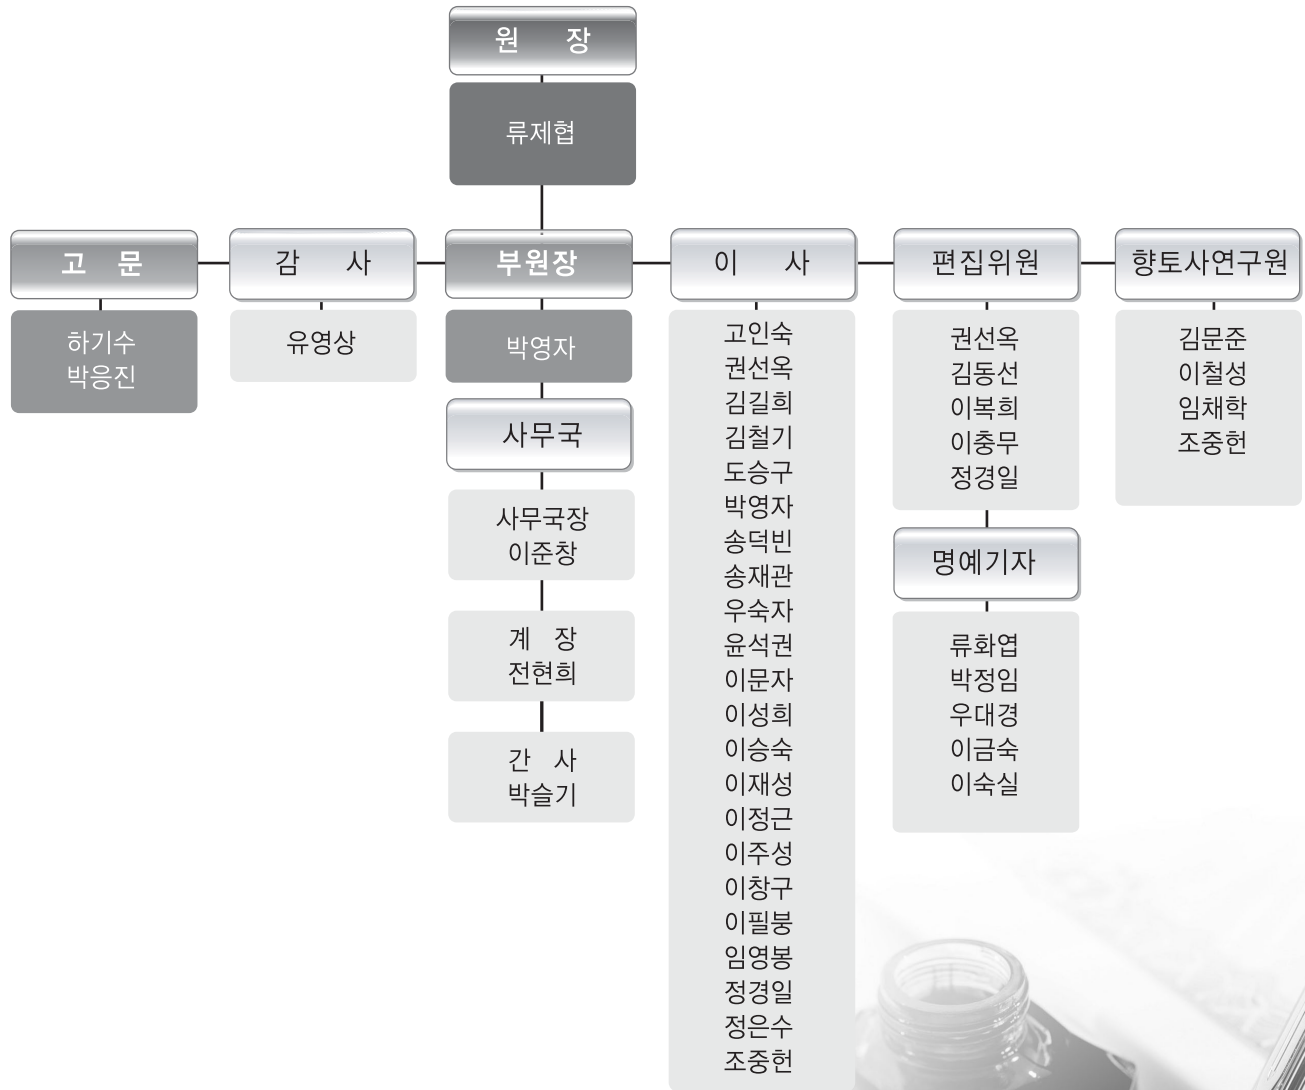 원 장
류제협
고 문
하기수
박응진
감 사
유영상
부원장
박영자
사무국
사무국장
이준창
계 장
전현희
간 사
박슬기
이 사
고인숙
권선옥
김길희
김철기
도승구
박영자
송덕빈
송재관
우숙자
윤석권
이문자
이성희
이승숙
이재성
이정근
이주성
이창구
이필붕
임영봉
정경일
정은수
조중헌
편집위원
권선옥
김동선
이복희
이충무
정경일
명예기자
류화엽
박정임
우대경
이금숙
이숙실
향토사연구원
김문준
이철성
임채학
조중헌